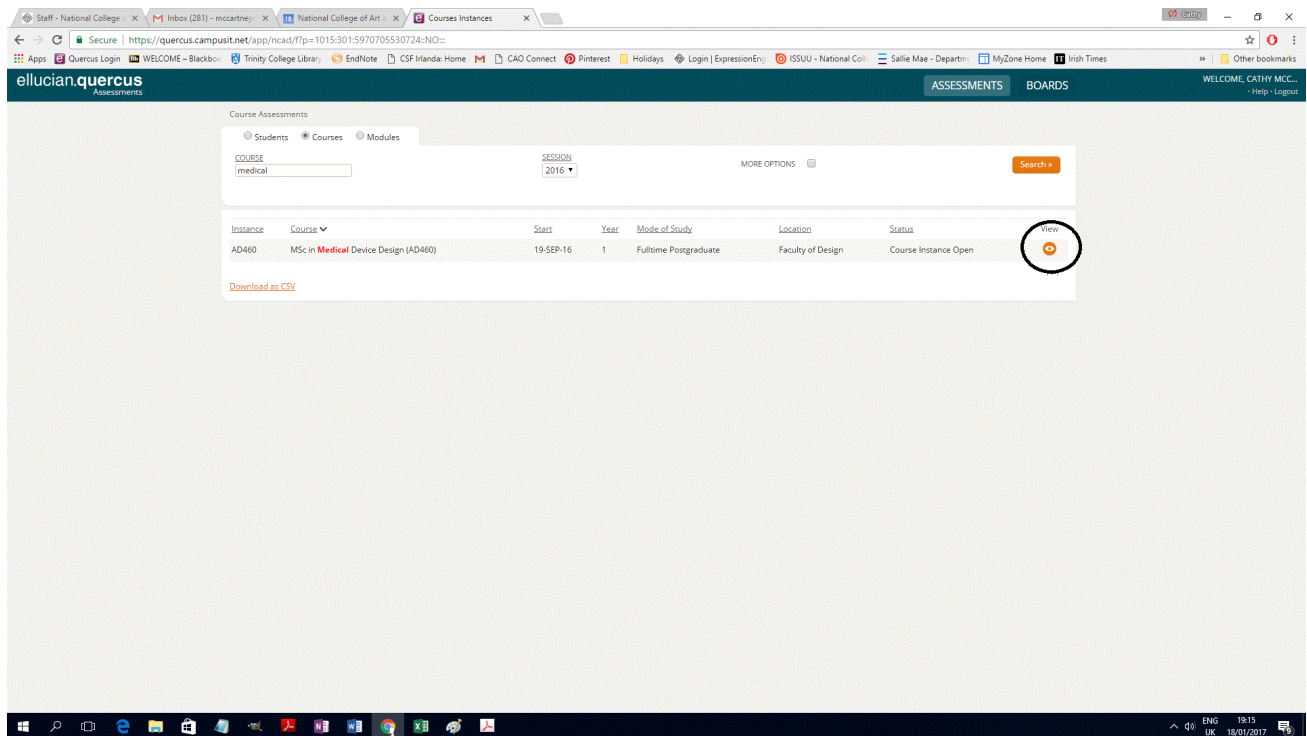 Staff - National College
Inbox (281) - mccartneyc
National College of Art
Courses Instances
Cathy
Secure | https://quercus.campusit.net/app/ncad/f?p=1015:301:5970705530724::NO:::
Apps Quercus Login WELCOME – Blackboa Trinity College Library EndNote CSF Irlanda: Home CAO Connect Pinterest Holidays Login | ExpressionEng ISSUU - National Coll Sallie Mae - Departm MyZone Home Irish Times » Other bookmarks
ellucian.quercus
Assessments
ASSESSMENTS BOARDS
WELCOME, CATHY MCC...
· Help · Logout
Course Assessments
Students Courses Modules
COURSE SESSION MORE OPTIONS Search »
medical 2016
Instance Course Start Year Mode of Study Location Status View
AD460 MSc in Medical Device Design (AD460) 19-SEP-16 1 Fulltime Postgraduate Faculty of Design Course Instance Open
Download as CSV
ENG 19:15
UK 18/01/2017